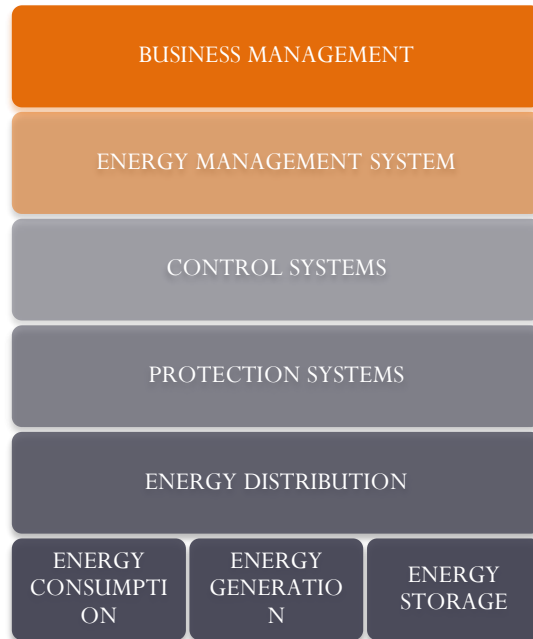 BUSINESS MANAGEMENT
ENERGY MANAGEMENT SYSTEM
CONTROL SYSTEMS
PROTECTION SYSTEMS
ENERGY DISTRIBUTION
ENERGY
CONSUMPTI
ON
ENERGY
GENERATIO
N
ENERGY
STORAGE